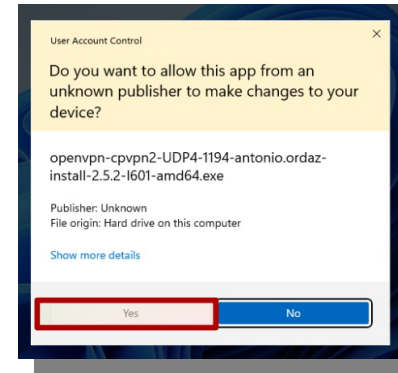 User Account Control
Do you want to allow this app from an
unknown publisher to make changes to your
device?
openvpn-cpvpn2-UDP4-1194-antonio.ordaz-
install-2.5.2-I601-amd64.exe
Publisher: Unknown
File origin: Hard drive on this computer
Show more details
Yes
No